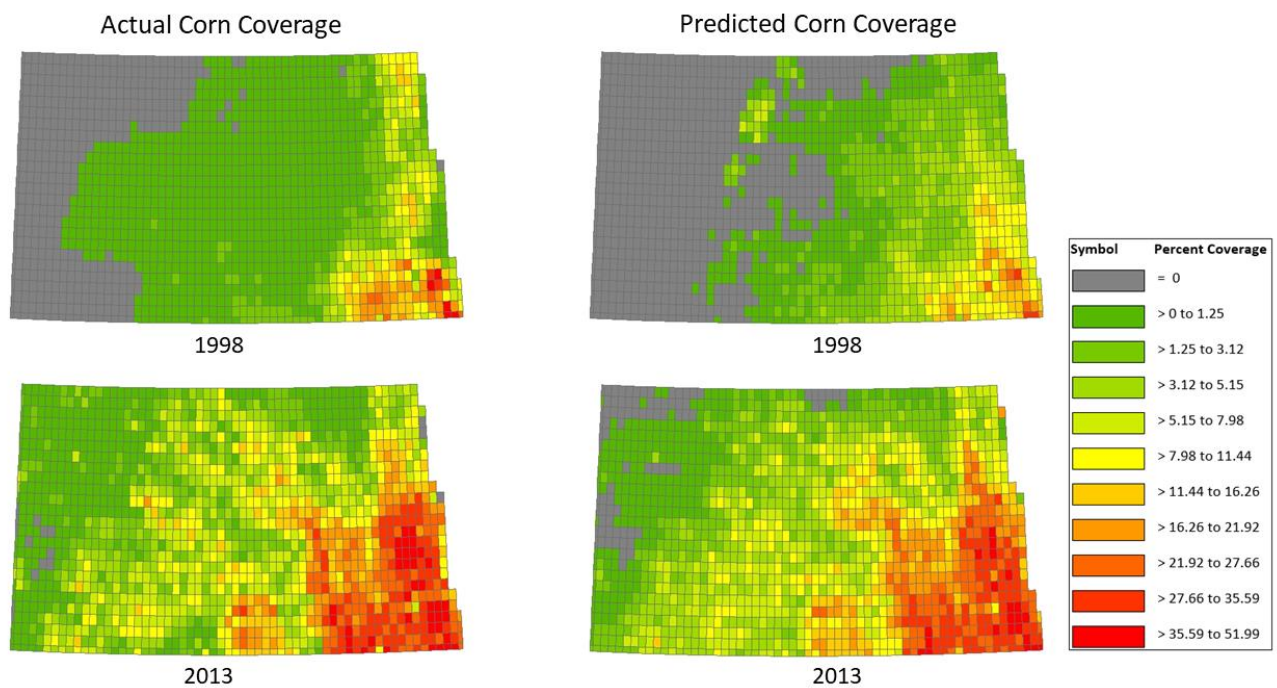 Actual Corn Coverage
Predicted Corn Coverage
1998
1998
2013
2013
Symbol Percent Coverage
= 0
> 0 to 1.25
> 1.25 to 3.12
> 3.12 to 5.15
> 5.15 to 7.98
> 7.98 to 11.44
> 11.44 to 16.26
> 16.26 to 21.92
> 21.92 to 27.66
> 27.66 to 35.59
> 35.59 to 51.99